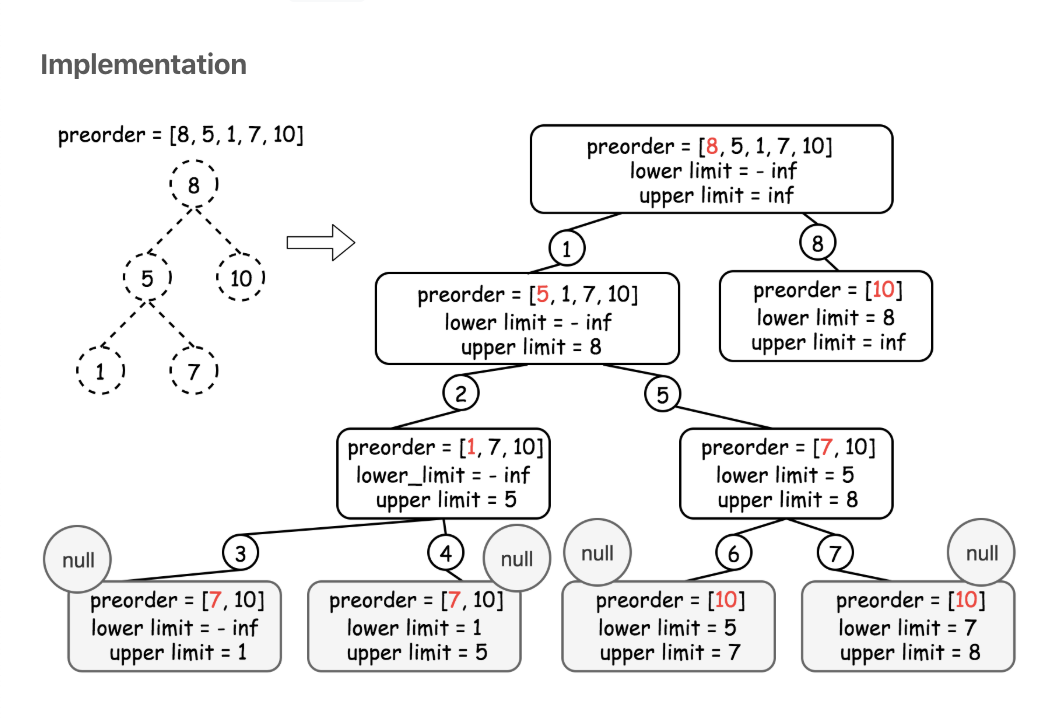 Implementation
preorder = [8, 5, 1, 7, 10]
8
5
10
1
7
preorder = [8, 5, 1, 7, 10]
lower limit = - inf
upper limit = inf
1
8
preorder = [5, 1, 7, 10]
lower limit = - inf
upper limit = 8
preorder = [10]
lower limit = 8
upper limit = inf
2
5
preorder = [1, 7, 10]
lower_limit = - inf
upper limit = 5
preorder = [7, 10]
lower limit = 5
upper limit = 8
3
4
6
7
null
preorder = [7, 10]
lower limit = - inf
upper limit = 1
null
preorder = [7, 10]
lower limit = 1
upper limit = 5
null
preorder = [10]
lower limit = 5
upper limit = 7
null
preorder = [10]
lower limit = 7
upper limit = 8